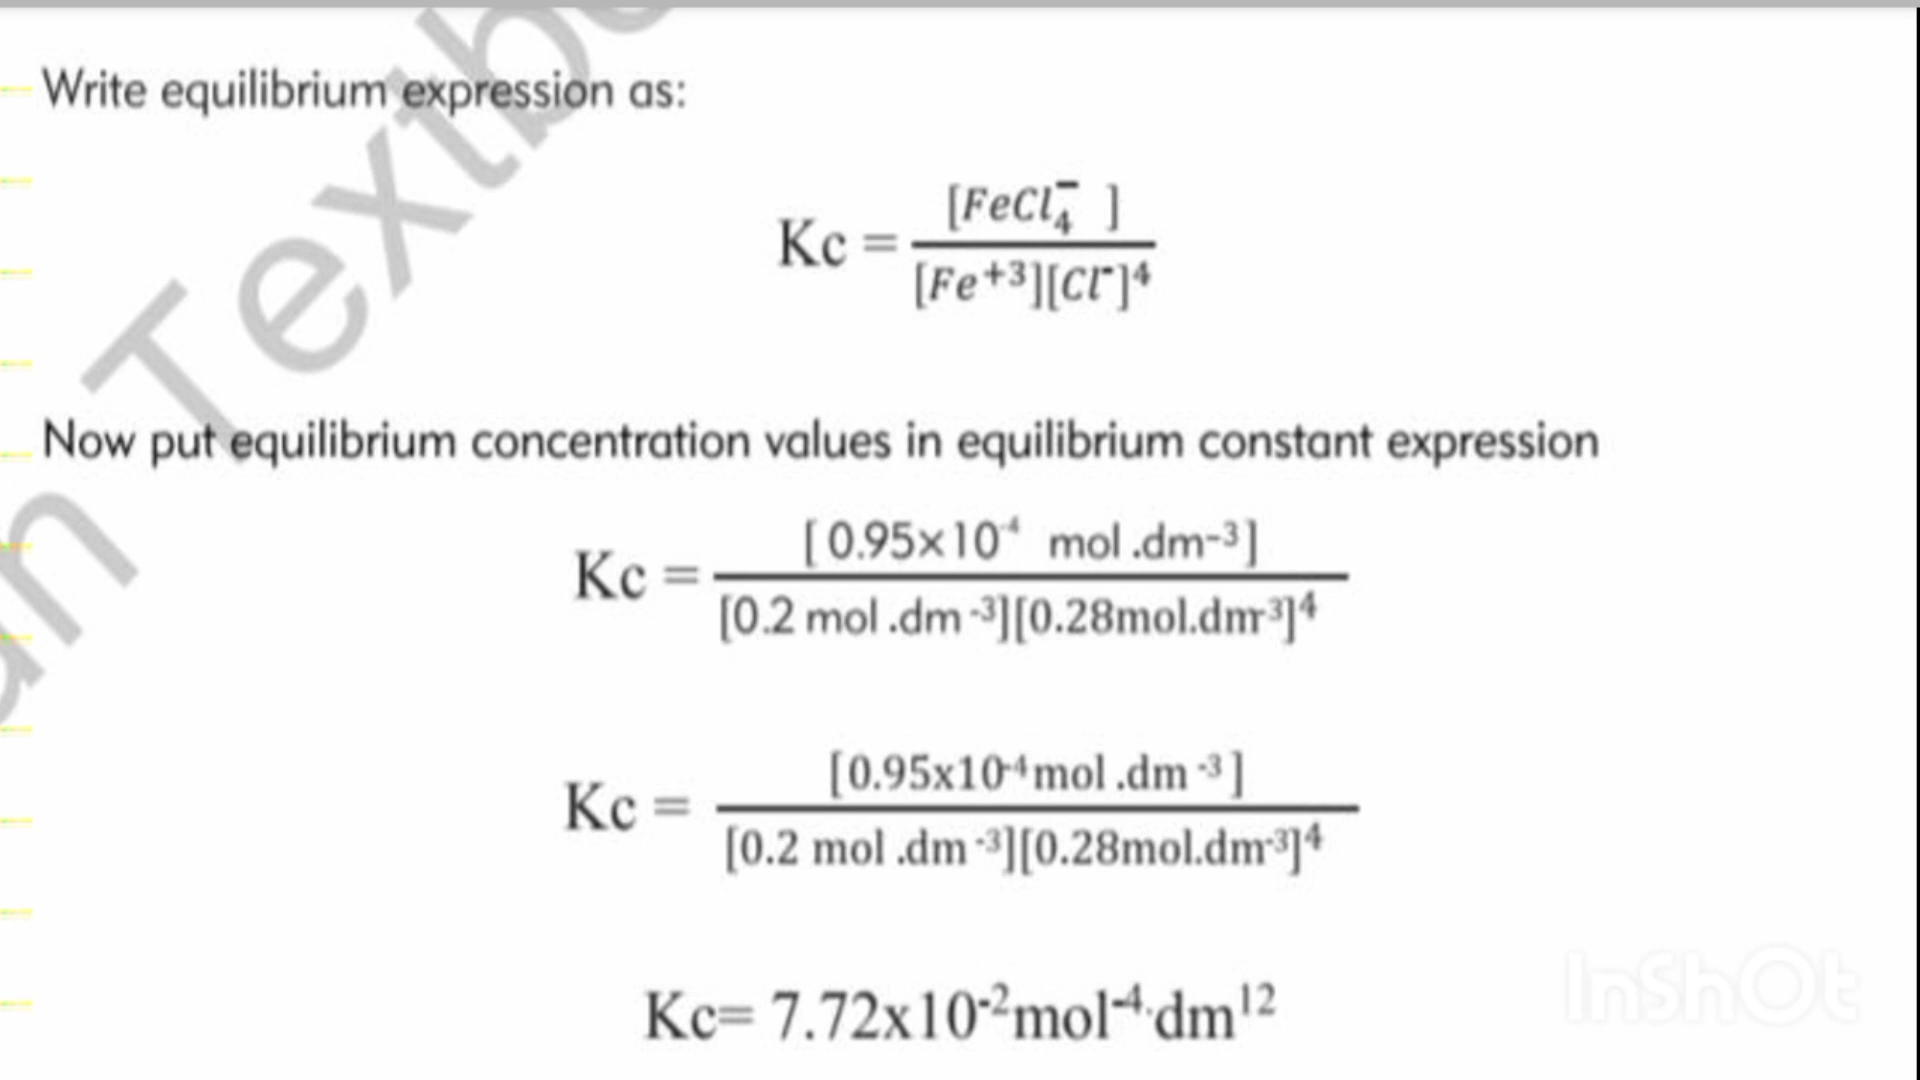 Write equilibrium expression as:
Kc = [FeCl₄⁻ ] / [Fe⁺³][Cl⁻]⁴
Now put equilibrium concentration values in equilibrium constant expression
Kc = [ 0.95×10⁻⁴ mol .dm⁻³] / [0.2 mol .dm ⁻³][0.28mol.dm⁻³]⁴
Kc = [0.95x10⁻⁴mol .dm ⁻³] / [0.2 mol .dm ⁻³][0.28mol.dm⁻³]⁴
Kc= 7.72x10⁻²mol⁻⁴·dm¹²
InShOt